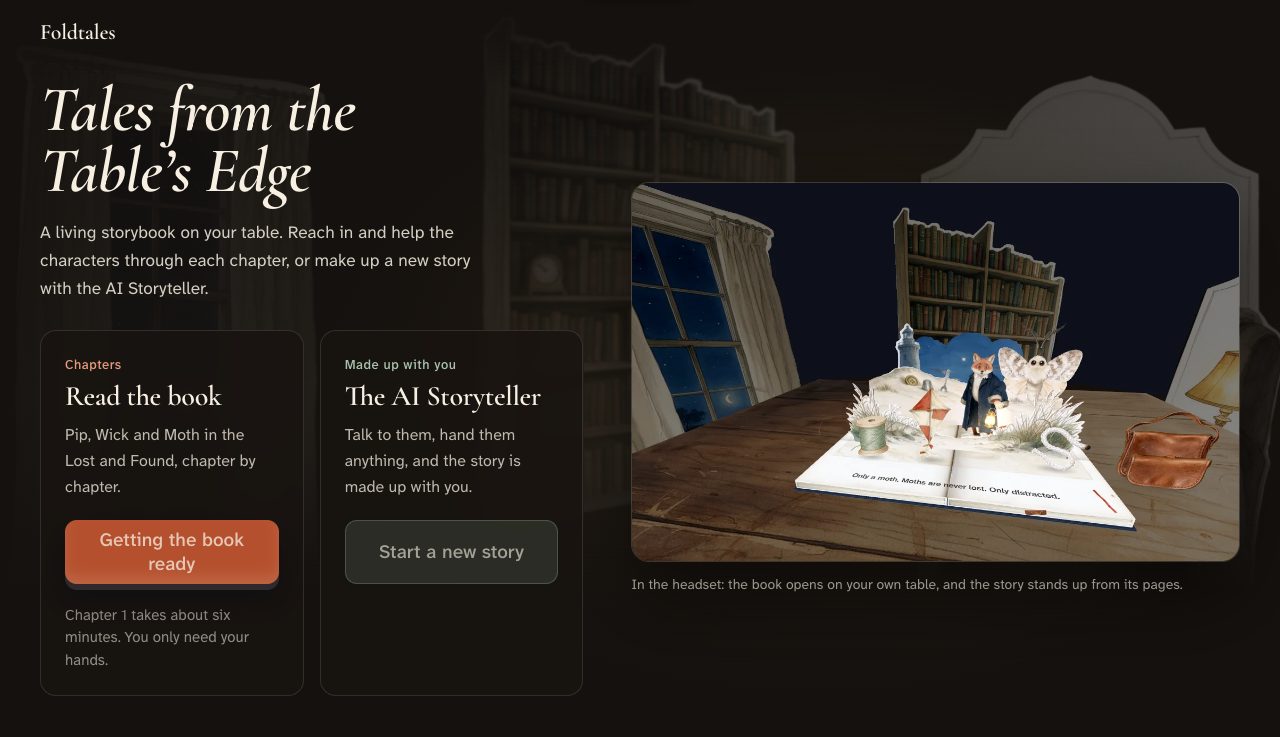 Foldtales
Tales from the
Table’s Edge
A living storybook on your table. Reach in and help the
characters through each chapter, or make up a new story
with the AI Storyteller.
Chapters
Read the book
Pip, Wick and Moth in the
Lost and Found, chapter by
chapter.
Getting the book
ready
Chapter 1 takes about six
minutes. You only need your
hands.
Made up with you
The AI Storyteller
Talk to them, hand them
anything, and the story is
made up with you.
Start a new story
Only a moth. Moths are never lost. Only distracted.
In the headset: the book opens on your own table, and the story stands up from its pages.